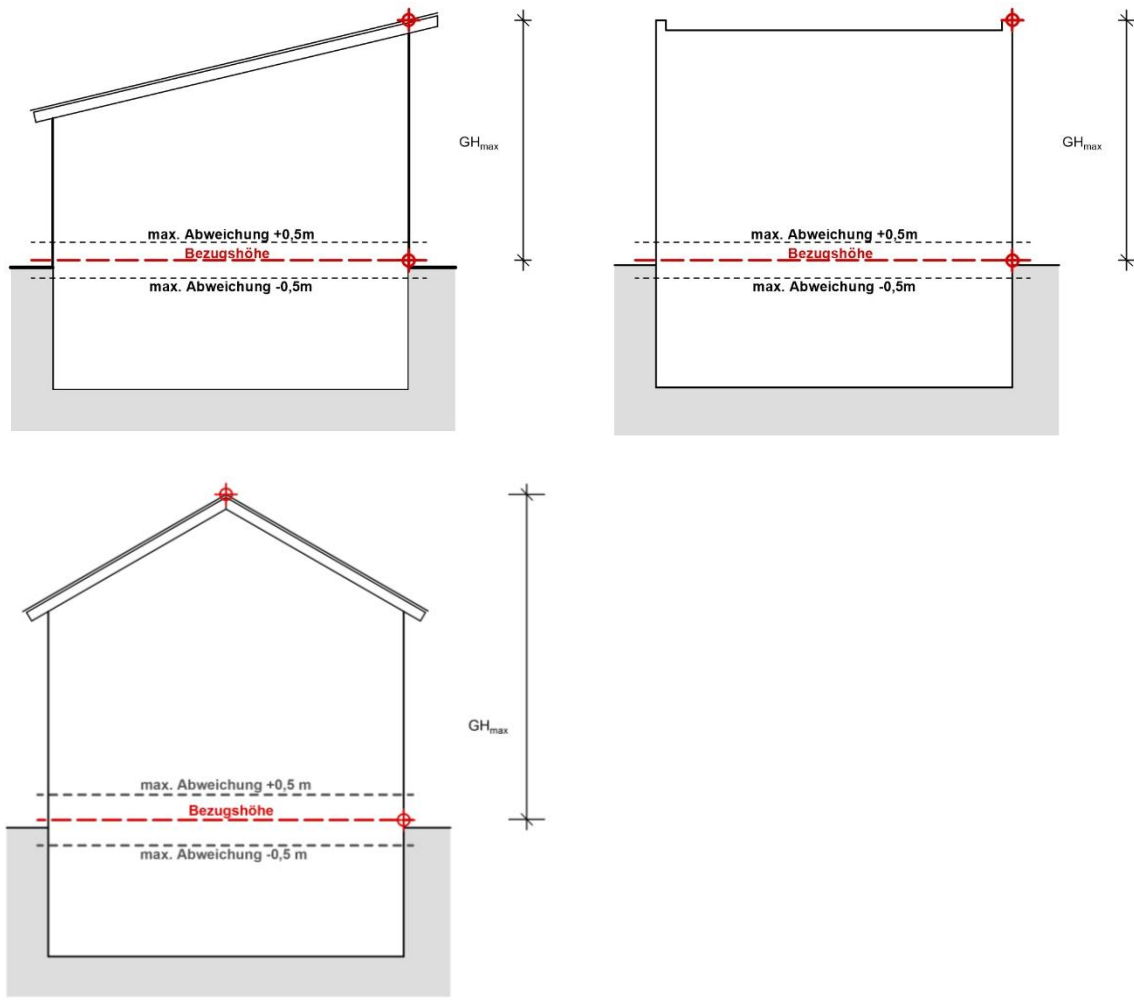 GHmax
max. Abweichung +0,5m
Bezugshöhe
max. Abweichung -0,5m
GHmax
max. Abweichung +0,5m
Bezugshöhe
max. Abweichung -0,5m
GHmax
max. Abweichung +0,5 m
Bezugshöhe
max. Abweichung -0,5 m